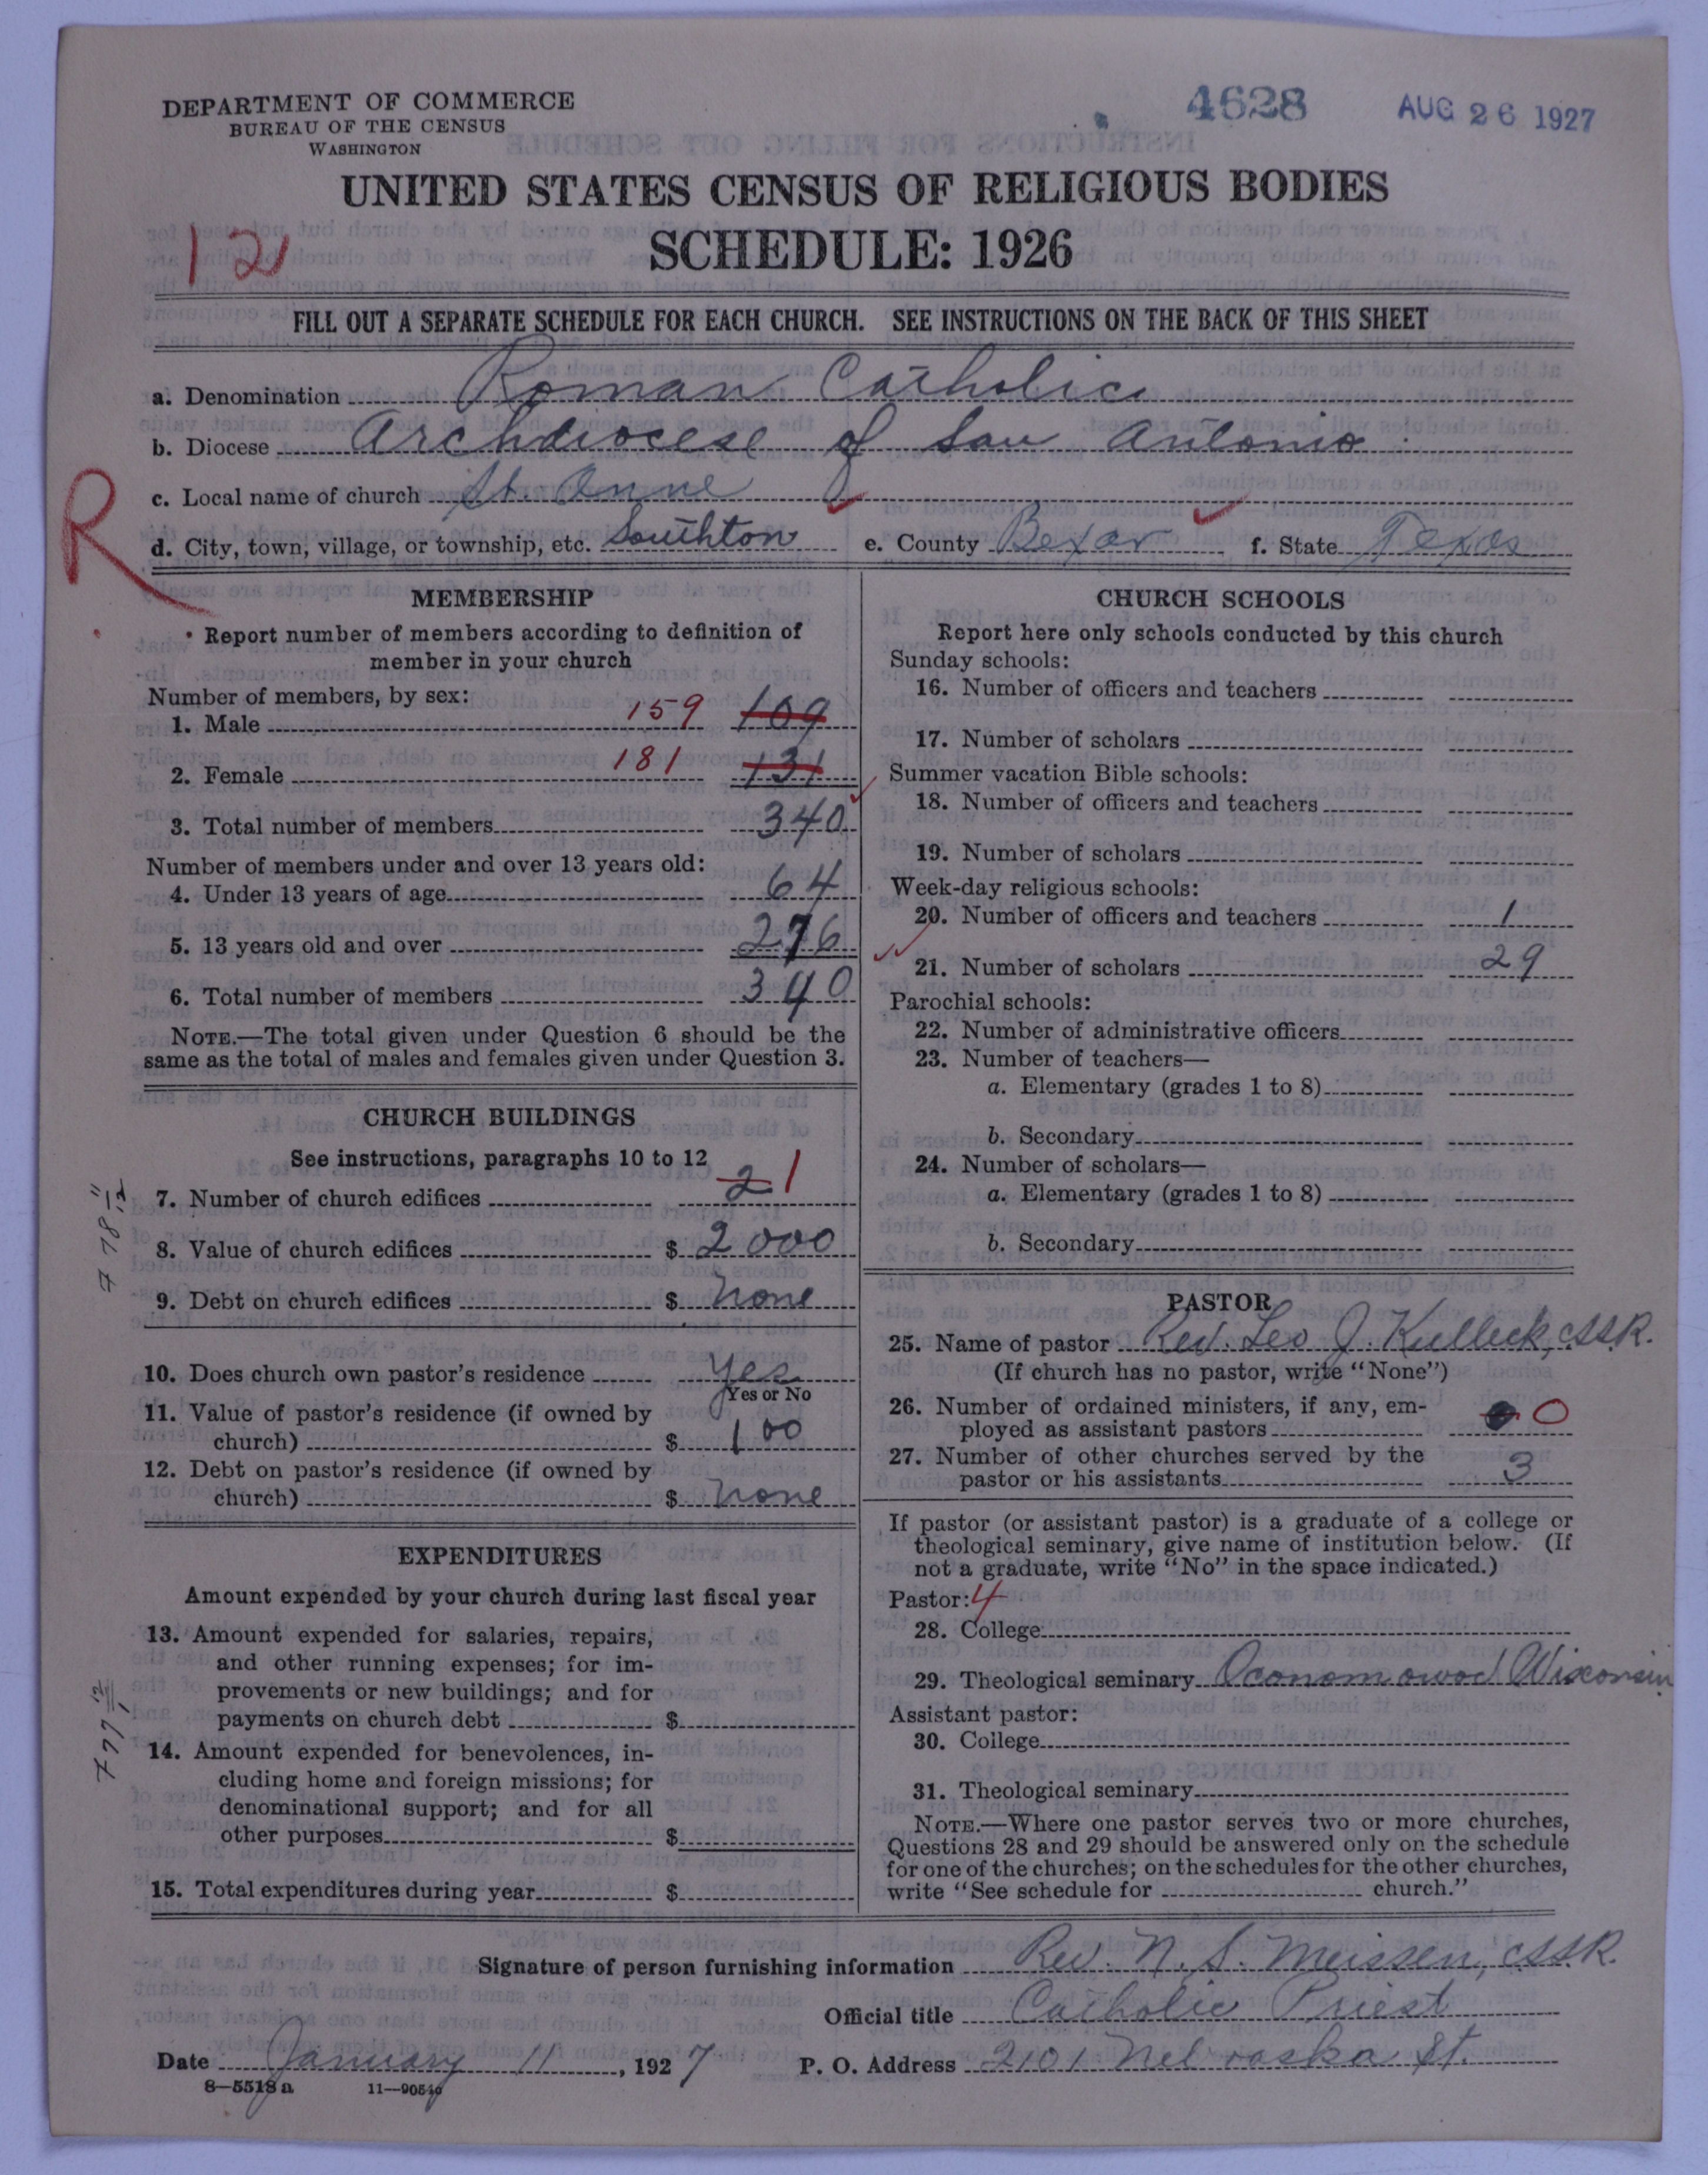 DEPARTMENT OF COMMERCE
BUREAU OF THE CENSUS
WASHINGTON
4628
AUG 26 1927
UNITED STATES CENSUS OF RELIGIOUS BODIES
SCHEDULE: 1926
12
FILL OUT A SEPARATE SCHEDULE FOR EACH CHURCH. SEE INSTRUCTIONS ON THE BACK OF THIS SHEET
a. Denomination Roman Catholic
b. Diocese Archdiocese of San Antonio
c. Local name of church St. Anne
R
d. City, town, village, or township, etc. Southton e. County Bexar f. State Texas
MEMBERSHIP
Report number of members according to definition of
member in your church
Number of members, by sex:
1. Male 159 109
2. Female 181 131
3. Total number of members 340
Number of members under and over 13 years old:
4. Under 13 years of age 64
5. 13 years old and over 276
6. Total number of members 340
NOTE.—The total given under Question 6 should be the
same as the total of males and females given under Question 3.
CHURCH BUILDINGS
See instructions, paragraphs 10 to 12
7. Number of church edifices 2 1
8. Value of church edifices $ 2000
9. Debt on church edifices $ none
10. Does church own pastor's residence yes
Yes or No
11. Value of pastor's residence (if owned by
church) $ 100
12. Debt on pastor's residence (if owned by
church) $ none
EXPENDITURES
Amount expended by your church during last fiscal year
13. Amount expended for salaries, repairs,
and other running expenses; for im-
provements or new buildings; and for
payments on church debt $
14. Amount expended for benevolences, in-
cluding home and foreign missions; for
denominational support; and for all
other purposes $
15. Total expenditures during year $
CHURCH SCHOOLS
Report here only schools conducted by this church
Sunday schools:
16. Number of officers and teachers
17. Number of scholars
Summer vacation Bible schools:
18. Number of officers and teachers
19. Number of scholars
Week-day religious schools:
20. Number of officers and teachers 1
21. Number of scholars 29
Parochial schools:
22. Number of administrative officers
23. Number of teachers—
a. Elementary (grades 1 to 8)
b. Secondary
24. Number of scholars—
a. Elementary (grades 1 to 8)
b. Secondary
PASTOR
25. Name of pastor Rev. Leo J. Kulleck, CSSR.
(If church has no pastor, write "None")
26. Number of ordained ministers, if any, em-
ployed as assistant pastors 0
27. Number of other churches served by the
pastor or his assistants 3
If pastor (or assistant pastor) is a graduate of a college or
theological seminary, give name of institution below. (If
not a graduate, write "No" in the space indicated.)
Pastor: 4
28. College
29. Theological seminary Oconomowoc Wisconsin
Assistant pastor:
30. College
31. Theological seminary
NOTE.—Where one pastor serves two or more churches,
Questions 28 and 29 should be answered only on the schedule
for one of the churches; on the schedules for the other churches,
write "See schedule for church."
Signature of person furnishing information Rev. N. S. Meissen, CSSR.
Official title Catholic Priest
Date January 11, 1927 P. O. Address 2101 Nebraska St.
8—5518 a 11—9054